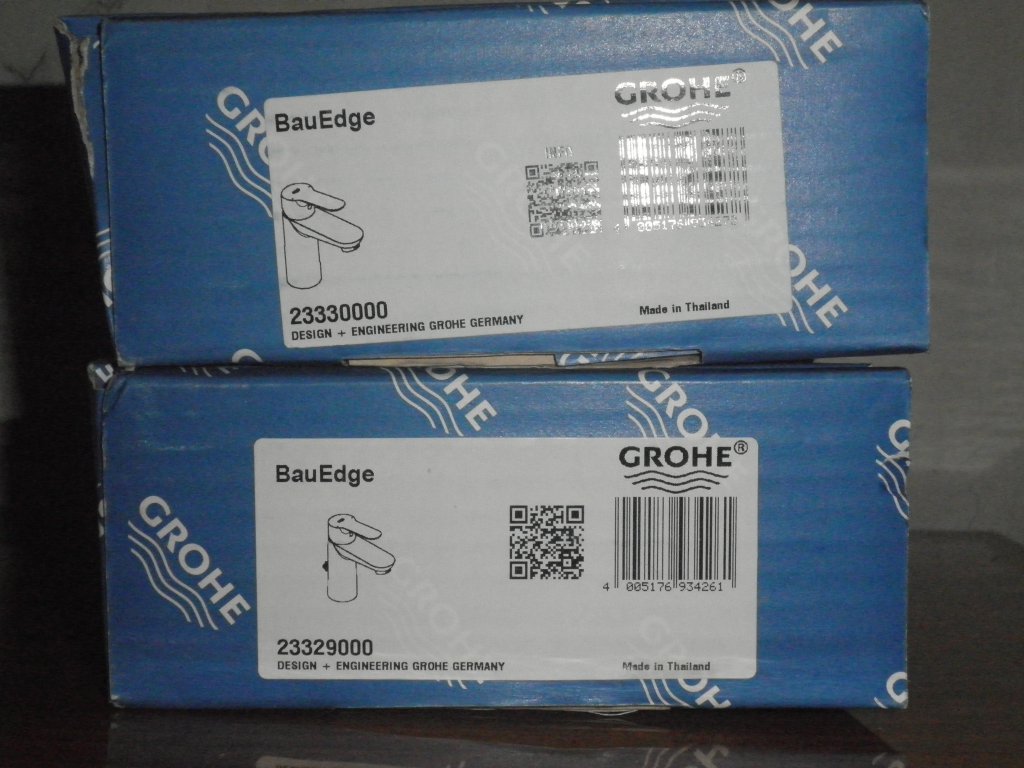 GROHE
GROHE
BauEdge
GROHE®
23330000
DESIGN + ENGINEERING GROHE GERMANY
Made in Thailand
GROHE
GROHE
BauEdge
GROHE®
4 005176 934261
GROHE
23329000
DESIGN + ENGINEERING GROHE GERMANY
Made in Thailand